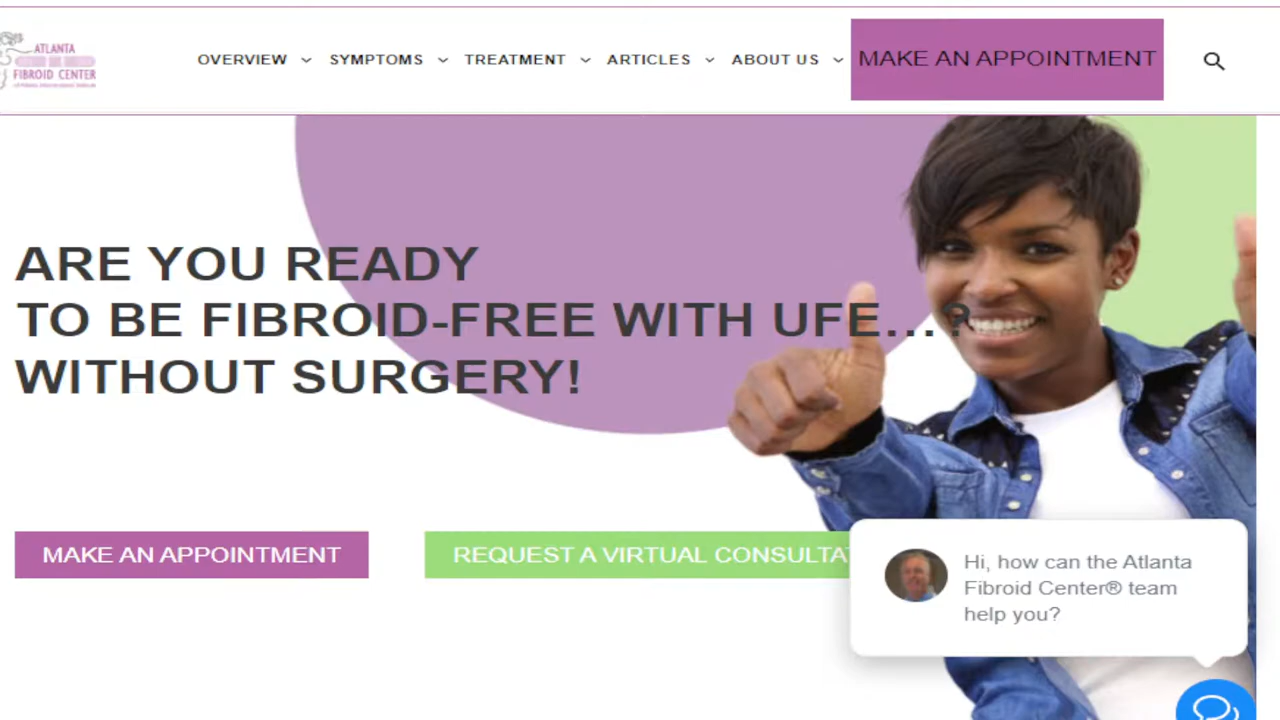 ATLANTA
FIBROID CENTER
OVERVIEW
SYMPTOMS
TREATMENT
ARTICLES
ABOUT US
MAKE AN APPOINTMENT
ARE YOU READY
TO BE FIBROID-FREE WITH UFE...?
WITHOUT SURGERY!
MAKE AN APPOINTMENT
REQUEST A VIRTUAL CONSULTAT
Hi, how can the Atlanta
Fibroid Center® team
help you?